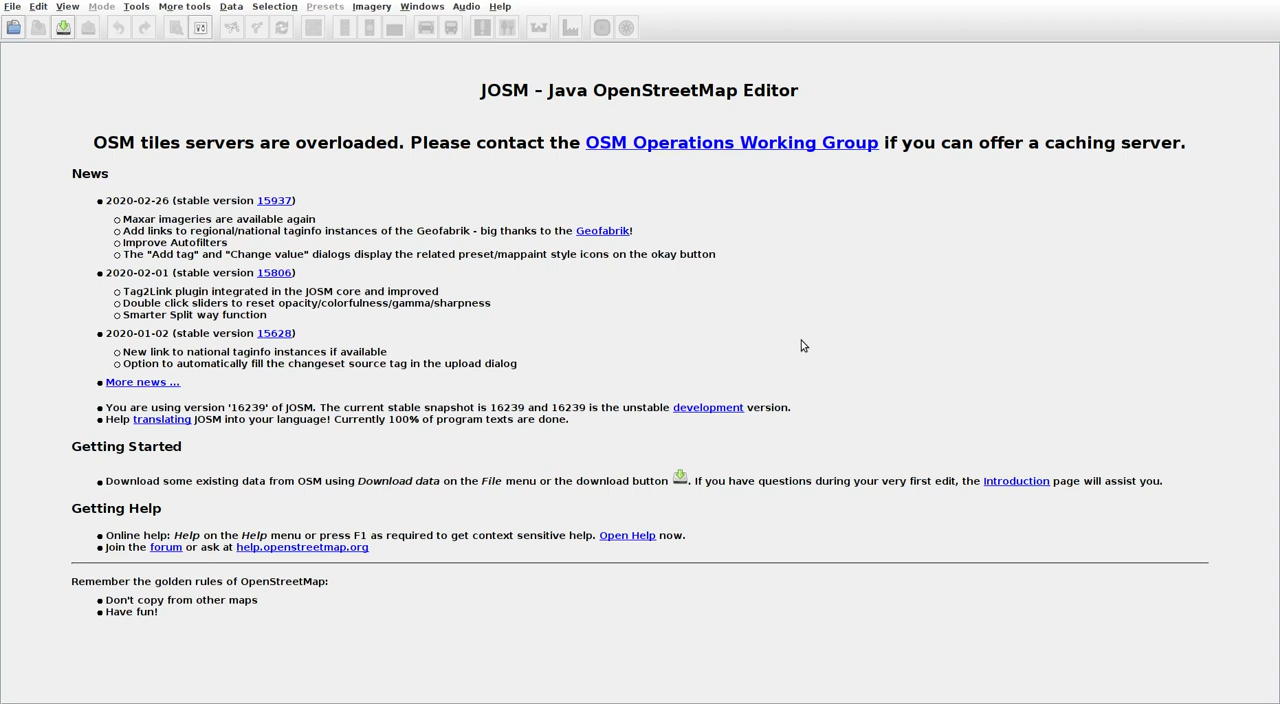 File Edit View Mode Tools More tools Data Selection Presets Imagery Windows Audio Help
JOSM – Java OpenStreetMap Editor
OSM tiles servers are overloaded. Please contact the OSM Operations Working Group if you can offer a caching server.
News
2020-02-26 (stable version 15937)
Maxar imageries are available again
Add links to regional/national taginfo instances of the Geofabrik - big thanks to the Geofabrik!
Improve Autofilters
The "Add tag" and "Change value" dialogs display the related preset/mappaint style icons on the okay button
2020-02-01 (stable version 15806)
Tag2Link plugin integrated in the JOSM core and improved
Double click sliders to reset opacity/colorfulness/gamma/sharpness
Smarter Split way function
2020-01-02 (stable version 15628)
New link to national taginfo instances if available
Option to automatically fill the changeset source tag in the upload dialog
More news ...
You are using version '16239' of JOSM. The current stable snapshot is 16239 and 16239 is the unstable development version.
Help translating JOSM into your language! Currently 100% of program texts are done.
Getting Started
Download some existing data from OSM using Download data on the File menu or the download button . If you have questions during your very first edit, the Introduction page will assist you.
Getting Help
Online help: Help on the Help menu or press F1 as required to get context sensitive help. Open Help now.
Join the forum or ask at help.openstreetmap.org
Remember the golden rules of OpenStreetMap:
Don't copy from other maps
Have fun!